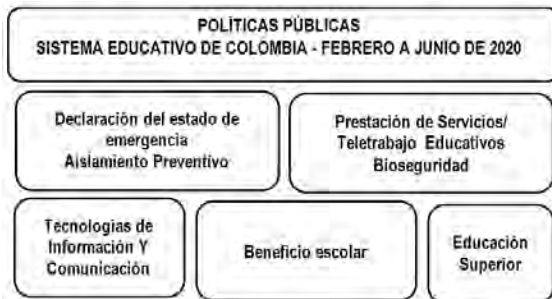 POLÍTICAS PÚBLICAS
SISTEMA EDUCATIVO DE COLOMBIA - FEBRERO A JUNIO DE 2020
Declaración del estado de
emergencia
Aislamiento Preventivo
Prestación de Servicios/
Teletrabajo Educativos
Bioseguridad
Tecnologías de
Información Y
Comunicación
Beneficio escolar
Educación
Superior